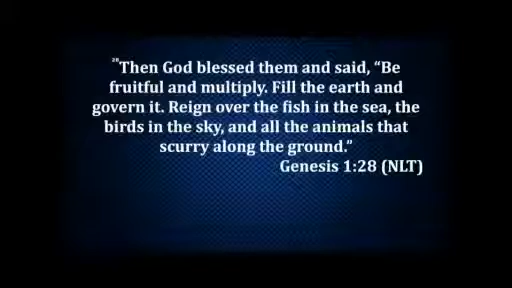 28Then God blessed them and said, “Be
fruitful and multiply. Fill the earth and
govern it. Reign over the fish in the sea, the
birds in the sky, and all the animals that
scurry along the ground.”
Genesis 1:28 (NLT)